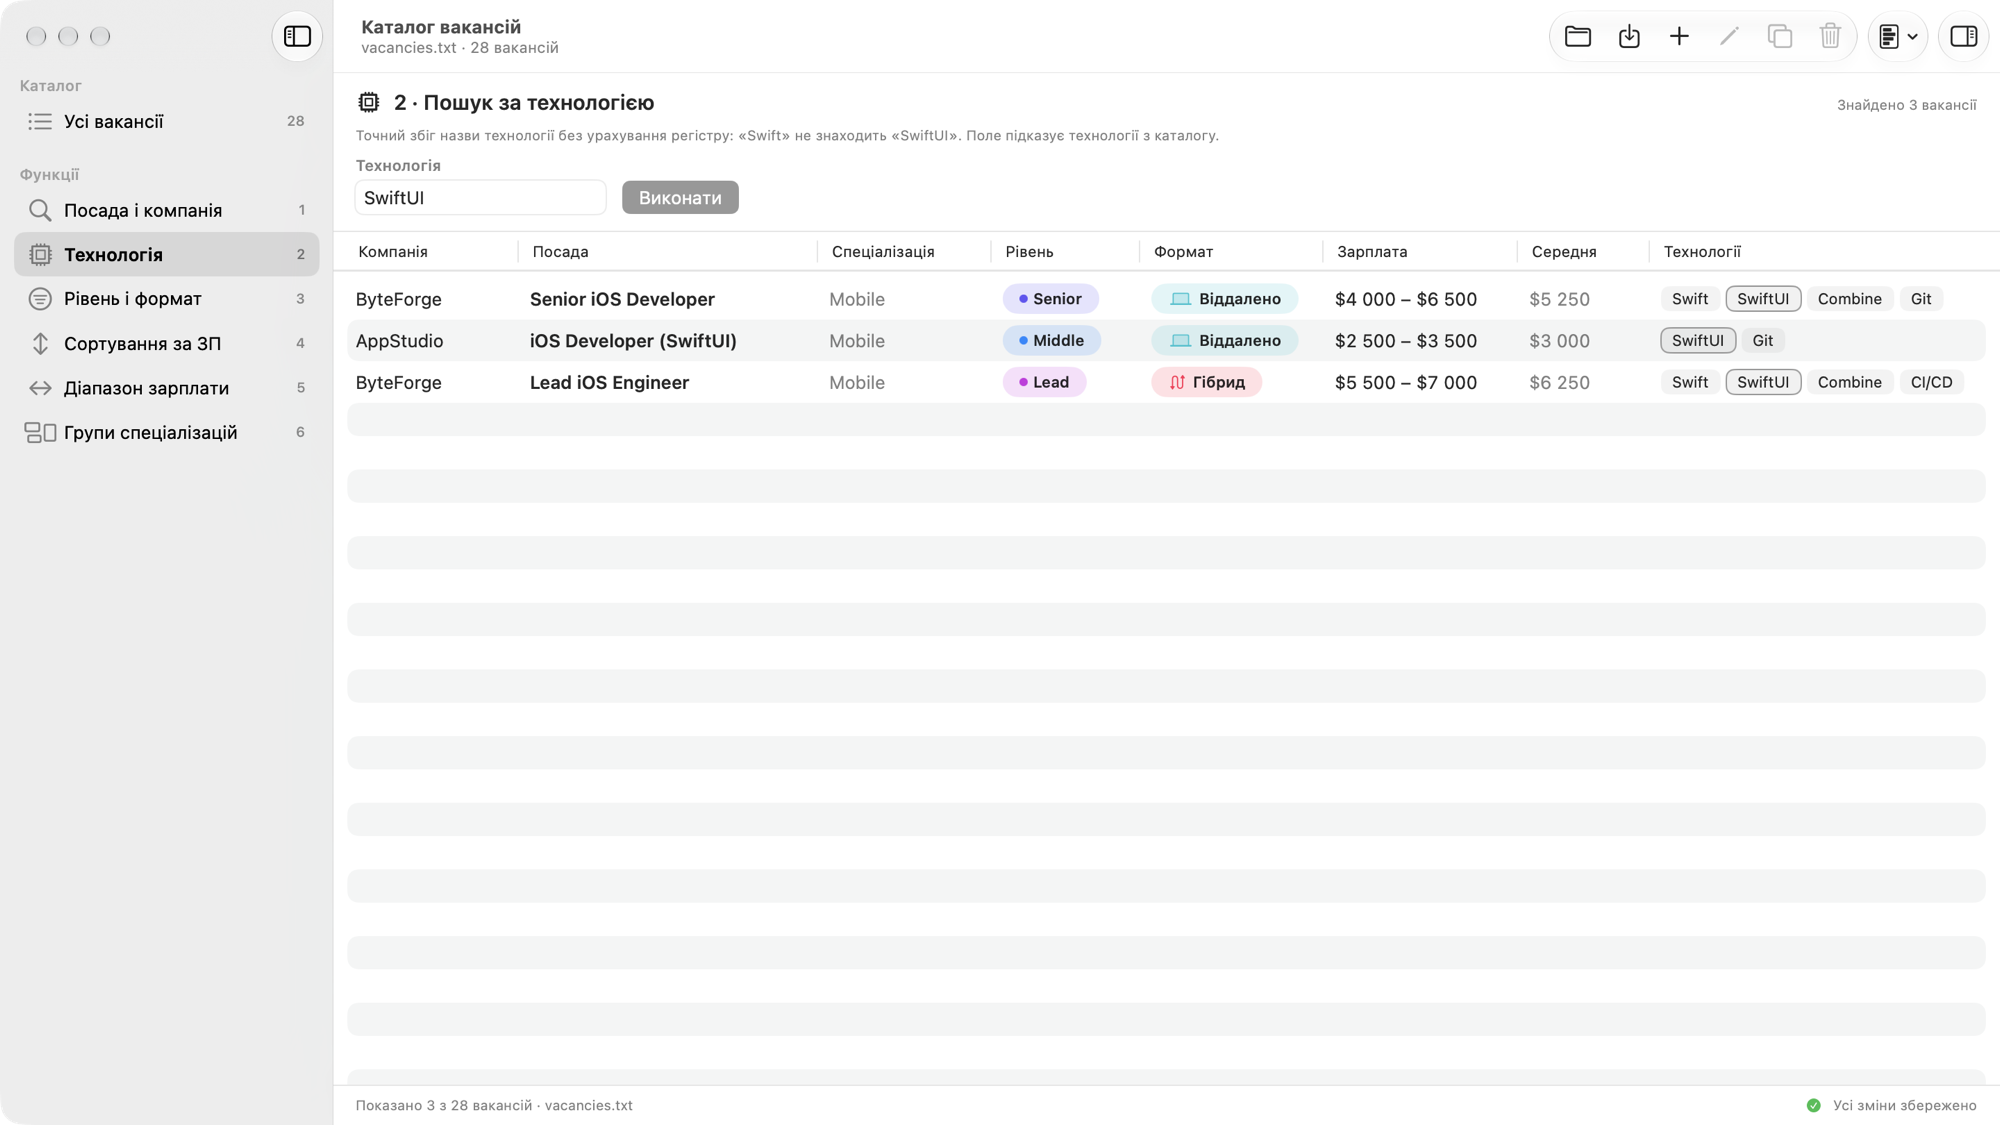 Каталог вакансій
vacancies.txt · 28 вакансій
Каталог
Усі вакансії 28
Функції
Посада і компанія 1
Технологія 2
Рівень і формат 3
Сортування за ЗП 4
Діапазон зарплати 5
Групи спеціалізацій 6
2 · Пошук за технологією
Знайдено 3 вакансії
Точний збіг назви технології без урахування регістру: «Swift» не знаходить «SwiftUI». Поле підказує технології з каталогу.
Технологія
SwiftUI Виконати
Компанія Посада Спеціалізація Рівень Формат Зарплата Середня Технології
ByteForge Senior iOS Developer Mobile Senior Віддалено $4 000 – $6 500 $5 250 Swift SwiftUI Combine Git
AppStudio iOS Developer (SwiftUI) Mobile Middle Віддалено $2 500 – $3 500 $3 000 SwiftUI Git
ByteForge Lead iOS Engineer Mobile Lead Гібрид $5 500 – $7 000 $6 250 Swift SwiftUI Combine CI/CD
Показано 3 з 28 вакансій · vacancies.txt
Усі зміни збережено